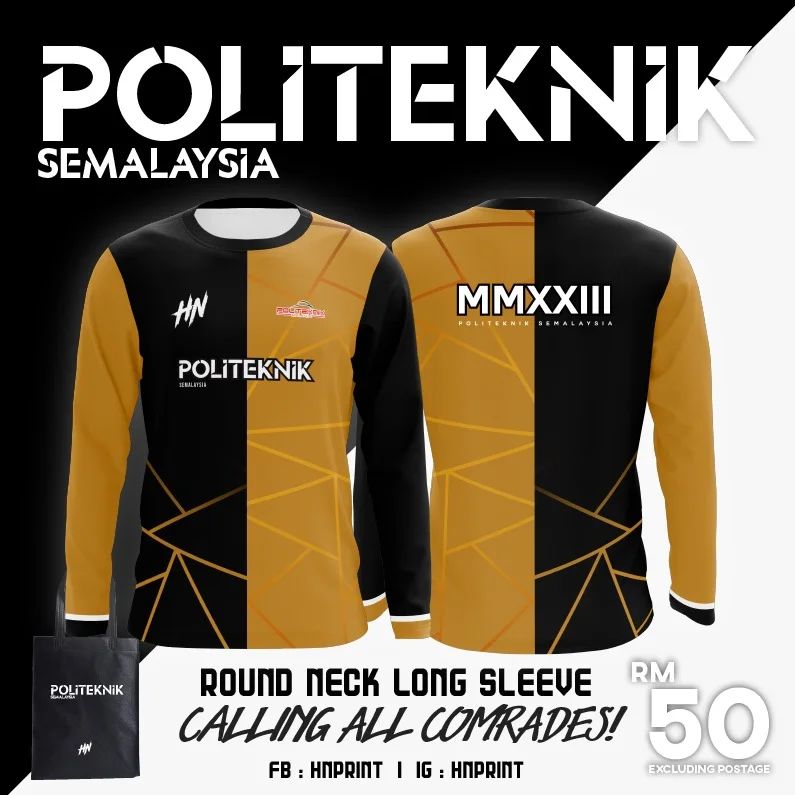 POLiTEKNiK
SEMALAYSiA
HN
POLITEKNIK
POLiTEKNiK
SEMALAYSIA
MMXXIII
POLITEKNIK SEMALAYSIA
POLiTEKNiK
SEMALAYSiA
HN
ROUND NECK LONG SLEEVE
CALLING ALL COMRADES!
FB : HNPRINT I IG : HNPRINT
RM
50
EXCLUDING POSTAGE